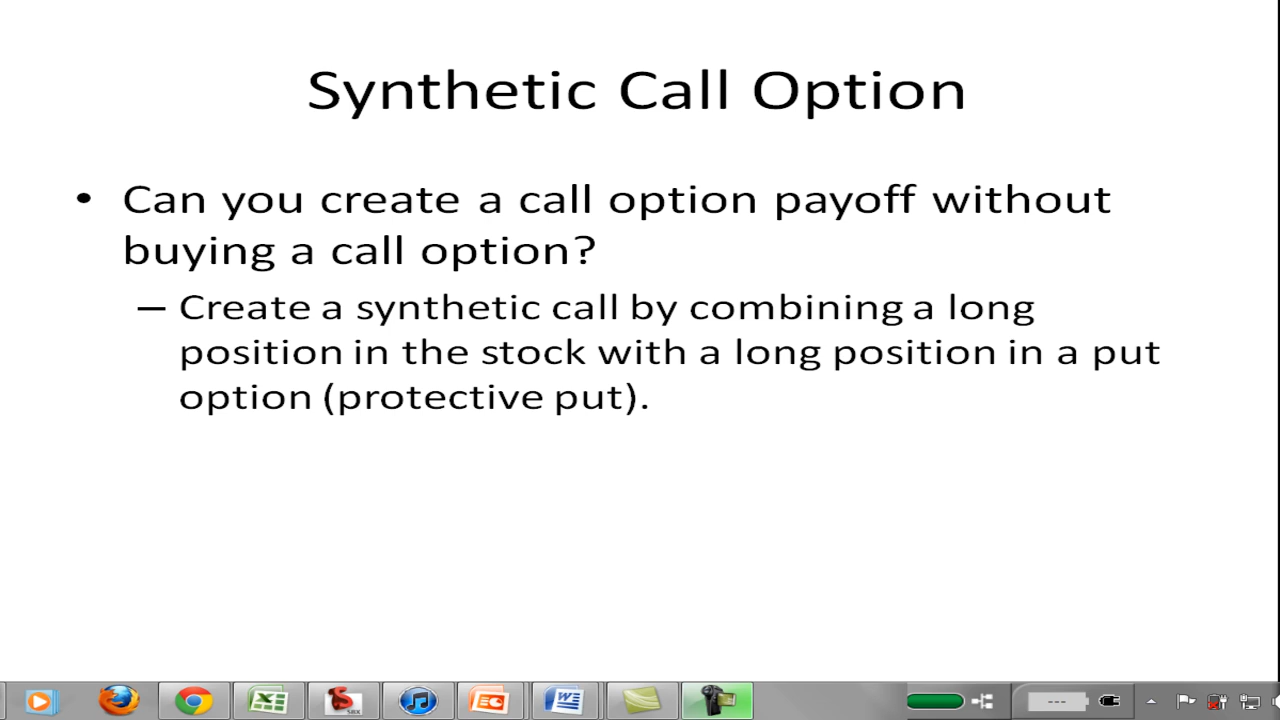 Synthetic Call Option
• Can you create a call option payoff without
buying a call option?
– Create a synthetic call by combining a long
position in the stock with a long position in a put
option (protective put).